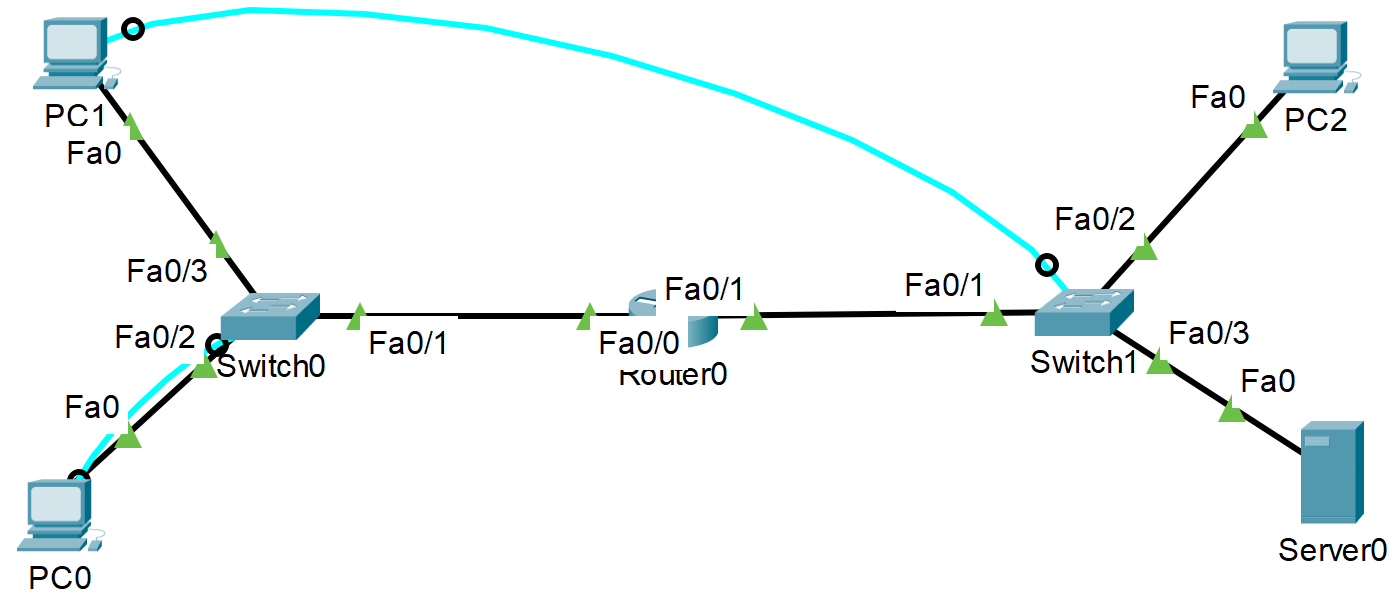 PC1
Fa0
Fa0
PC2
Fa0/2
Fa0/3
Fa0/1
Fa0/1
Fa0/2
Fa0/1
Fa0/0
Switch0
Router0
Switch1
Fa0/3
Fa0
Fa0
PC0
Server0